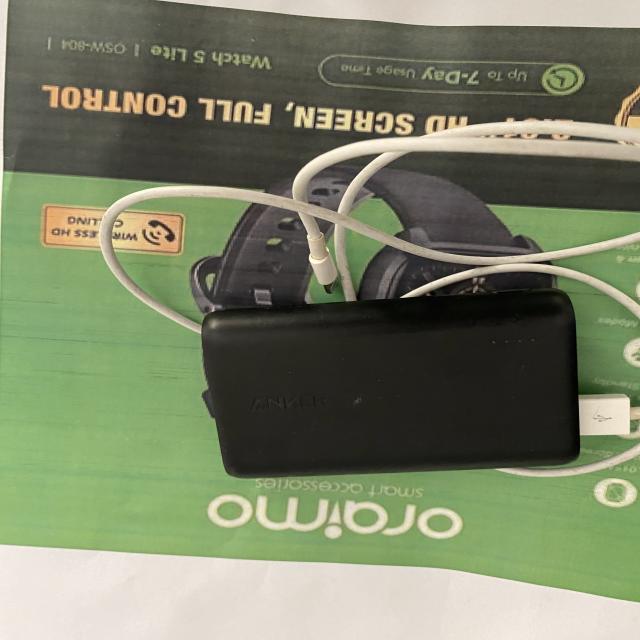 oraimo
smart accessories
ANKER
WIRELESS HD
CALLING
HD SCREEN, FULL CONTROL
Up To 7-Day Usage Time
Watch 5 Lite | OSW-804 |